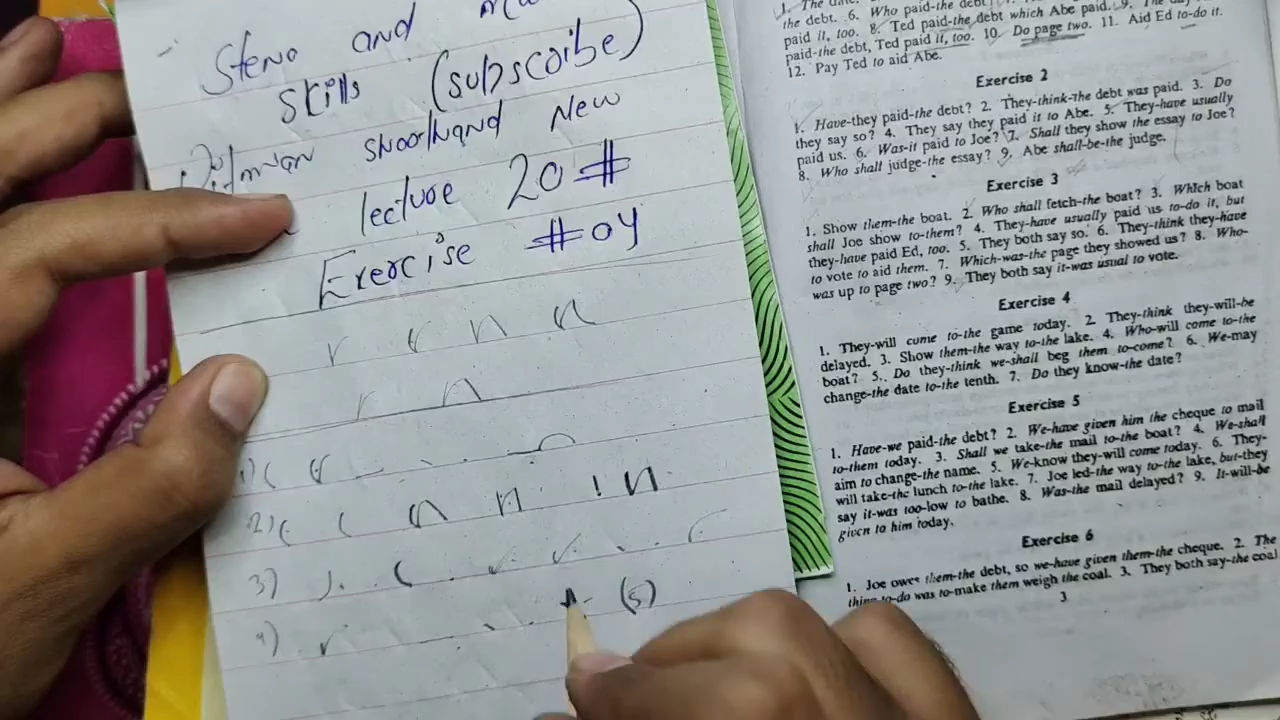 Steno and
skills (subscribe)
Pitman shorthand New
lecture 20#
Exercise #04
1)
2)
3)
4) (5)
1. The
the debt. 6. Who paid-the debt
paid it, too. 8. Ted paid-the debt which Abe paid. 9. The
paid-the debt, Ted paid it, too. 10. Do page two. 11. Aid Ed to-do it.
12. Pay Ted to aid Abe.
Exercise 2
1. Have-they paid-the debt? 2. They-think-the debt was paid. 3. Do
they say so? 4. They say they paid it to Abe. 5. They-have usually
paid us. 6. Was-it paid to Joe? 7. Shall they show the essay to Joe?
8. Who shall judge-the essay? 9. Abe shall-be-the judge.
Exercise 3
1. Show them-the boat. 2. Who shall fetch-the boat? 3. Which boat
shall Joe show to-them? 4. They-have usually paid us to-do it, but
they-have paid Ed, too. 5. They both say so. 6. They-think they-have
to vote to aid them. 7. Which-was-the page they showed us? 8. Who-
was up to page two? 9. They both say it-was usual to vote.
Exercise 4
1. They-will come to-the game today. 2. They-think they-will-be
delayed. 3. Show them-the way to-the lake. 4. Who-will come to-the
boat? 5. Do they-think we-shall beg them to-come? 6. We-may
change-the date to-the tenth. 7. Do they know-the date?
Exercise 5
1. Have-we paid-the debt? 2. We-have given him the cheque to mail
to-them today. 3. Shall we take-the mail to-the boat? 4. We-shall
aim to-change-the name. 5. We-know they-will come today. 6. They-
will take-the lunch to-the lake. 7. Joe led-the way to-the lake, but-they
say it-was too-low to bathe. 8. Was-the mail delayed? 9. It-will-be
given to him today.
Exercise 6
1. Joe owes them-the debt, so we-have given them-the cheque. 2. The
thing to-do was to-make them weigh the coal. 3. They both say-the coal
3